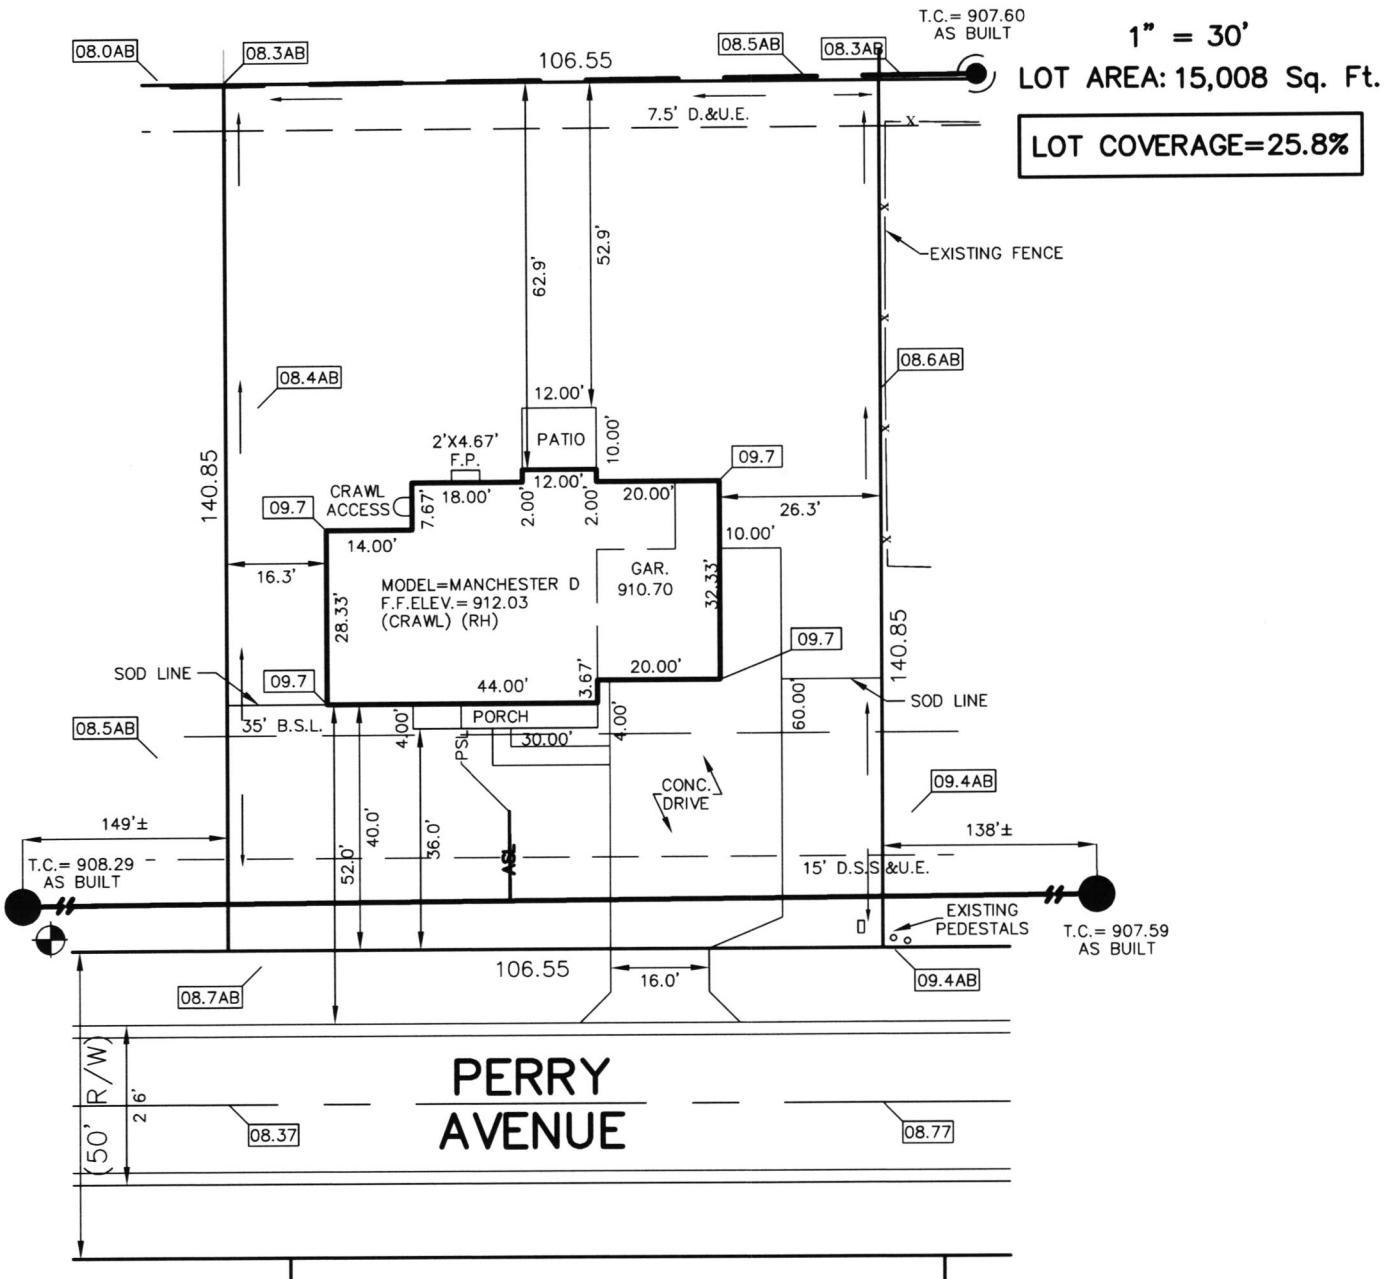 T.C.= 907.60
AS BUILT
1" = 30'
08.0AB
08.3AB
106.55
08.5AB
08.3AB
LOT AREA: 15,008 Sq. Ft.
7.5' D.&U.E.
X
LOT COVERAGE=25.8%
X
62.9'
52.9'
EXISTING FENCE
X
08.4AB
08.6AB
12.00'
X
140.85
2'X4.67'
F.P.
PATIO
10.00'
09.7
CRAWL
ACCESS
7.67'
18.00'
12.00'
2.00'
2.00'
20.00'
26.3'
09.7
X
14.00'
10.00'
16.3'
MODEL=MANCHESTER D
F.F.ELEV.= 912.03
(CRAWL) (RH)
28.33'
GAR.
910.70
32.33'
140.85
SOD LINE
09.7
44.00'
3.67'
20.00'
09.7
SOD LINE
35' B.S.L.
08.5AB
4.00'
PORCH
PSL
30.00'
4.00'
60.00'
CONC.
DRIVE
09.4AB
149'±
52.0'
40.0'
36.0'
ASL
138'±
T.C.= 908.29
AS BUILT
15' D.S.S &U.E.
EXISTING
PEDESTALS
T.C.= 907.59
AS BUILT
106.55
16.0'
08.7AB
09.4AB
(50' R/W)
26'
PERRY
AVENUE
08.37
08.77